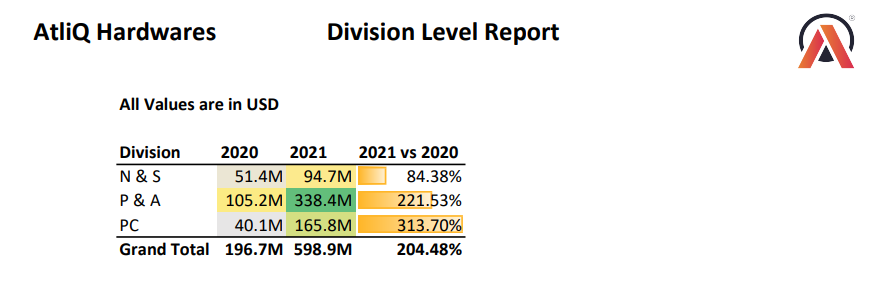 AtliQ Hardwares Division Level Report
All Values are in USD
Division 2020 2021 2021 vs 2020
N & S 51.4M 94.7M 84.38%
P & A 105.2M 338.4M 221.53%
PC 40.1M 165.8M 313.70%
Grand Total 196.7M 598.9M 204.48%